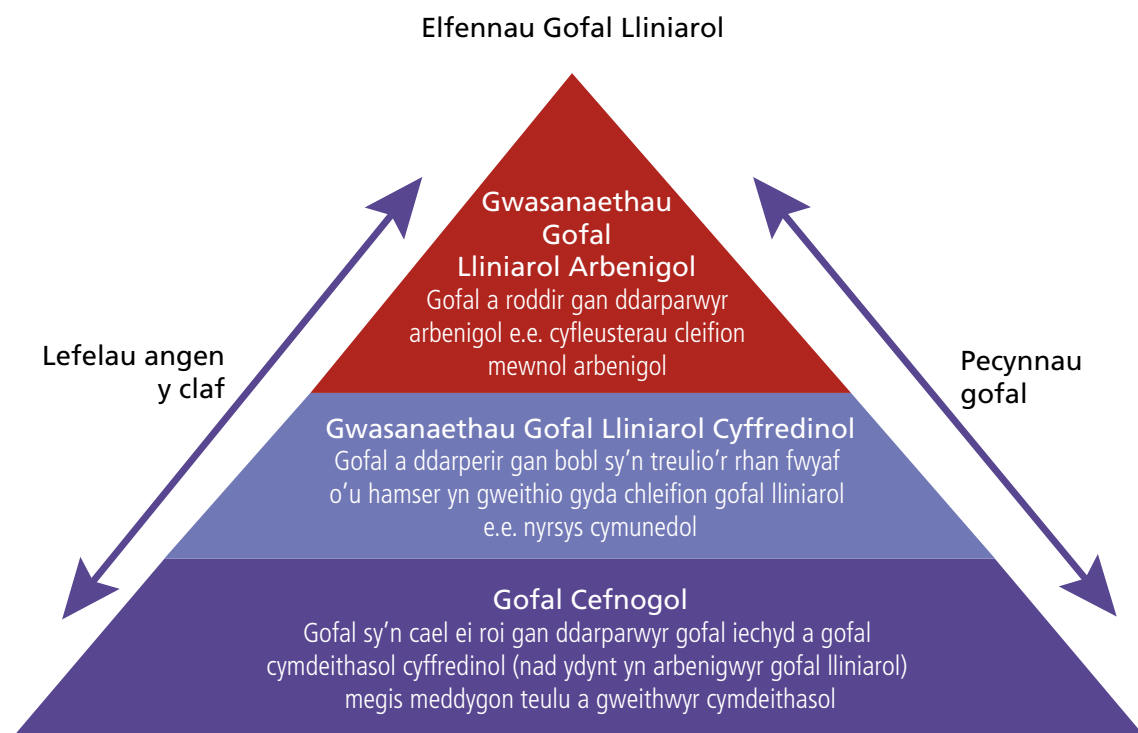 Elfennau Gofal Lliniarol
Gwasanaethau
Gofal
Lliniarol Arbenigol
Gofal a roddir gan ddarparwyr
arbenigol e.e. cyfleusterau cleifion
mewnol arbenigol
Lefelau angen
y claf
Pecynnau
gofal
Gwasanaethau Gofal Lliniarol Cyffredinol
Gofal a ddarperir gan bobl sy’n treulio’r rhan fwyaf
o’u hamser yn gweithio gyda chleifion gofal lliniarol
e.e. nyrsys cymunedol
Gofal Cefnogol
Gofal sy’n cael ei roi gan ddarparwyr gofal iechyd a gofal
cymdeithasol cyffredinol (nad ydynt yn arbenigwyr gofal lliniarol)
megis meddygon teulu a gweithwyr cymdeithasol